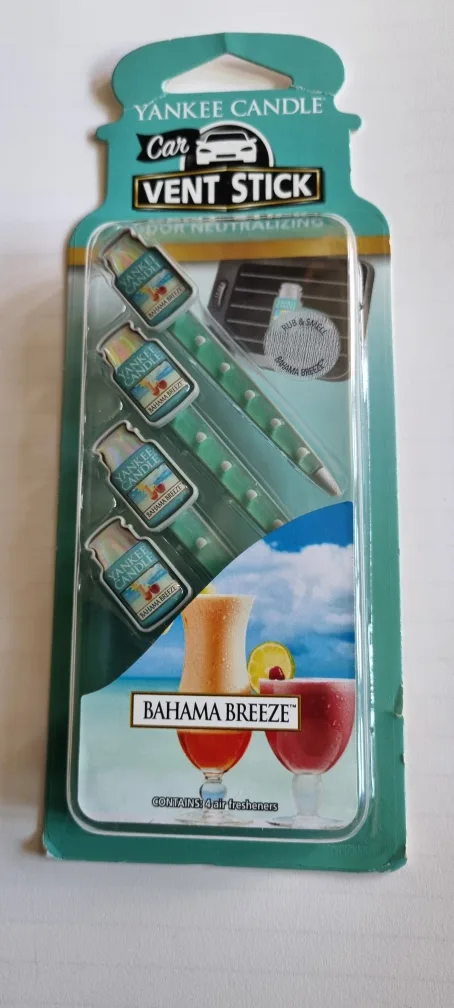 YANKEE CANDLE®
Car
VENT STICK
ODOR NEUTRALIZING
YANKEE
CANDLE
BAHAMA BREEZE
RUB & SMELL
BAHAMA BREEZE™
YANKEE
CANDLE
BAHAMA BREEZE
YANKEE
CANDLE
BAHAMA BREEZE
YANKEE
CANDLE
BAHAMA BREEZE
BAHAMA BREEZE™
CONTAINS: 4 air fresheners